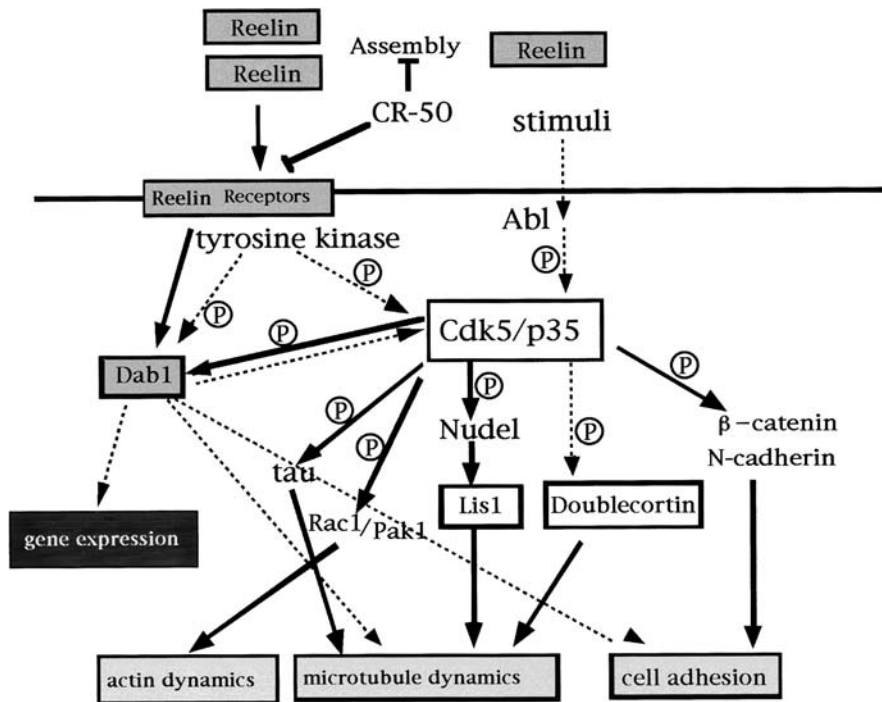 Reelin
Reelin
Assembly
Reelin
CR-50
stimuli
Reelin Receptors
tyrosine kinase
Abl
P
P
P
P
Cdk5/p35
Dab1
P
P
P
P
P
Nudel
β-catenin
N-cadherin
tau
Lis1
Doublecortin
Rac1/Pak1
gene expression
actin dynamics
microtubule dynamics
cell adhesion